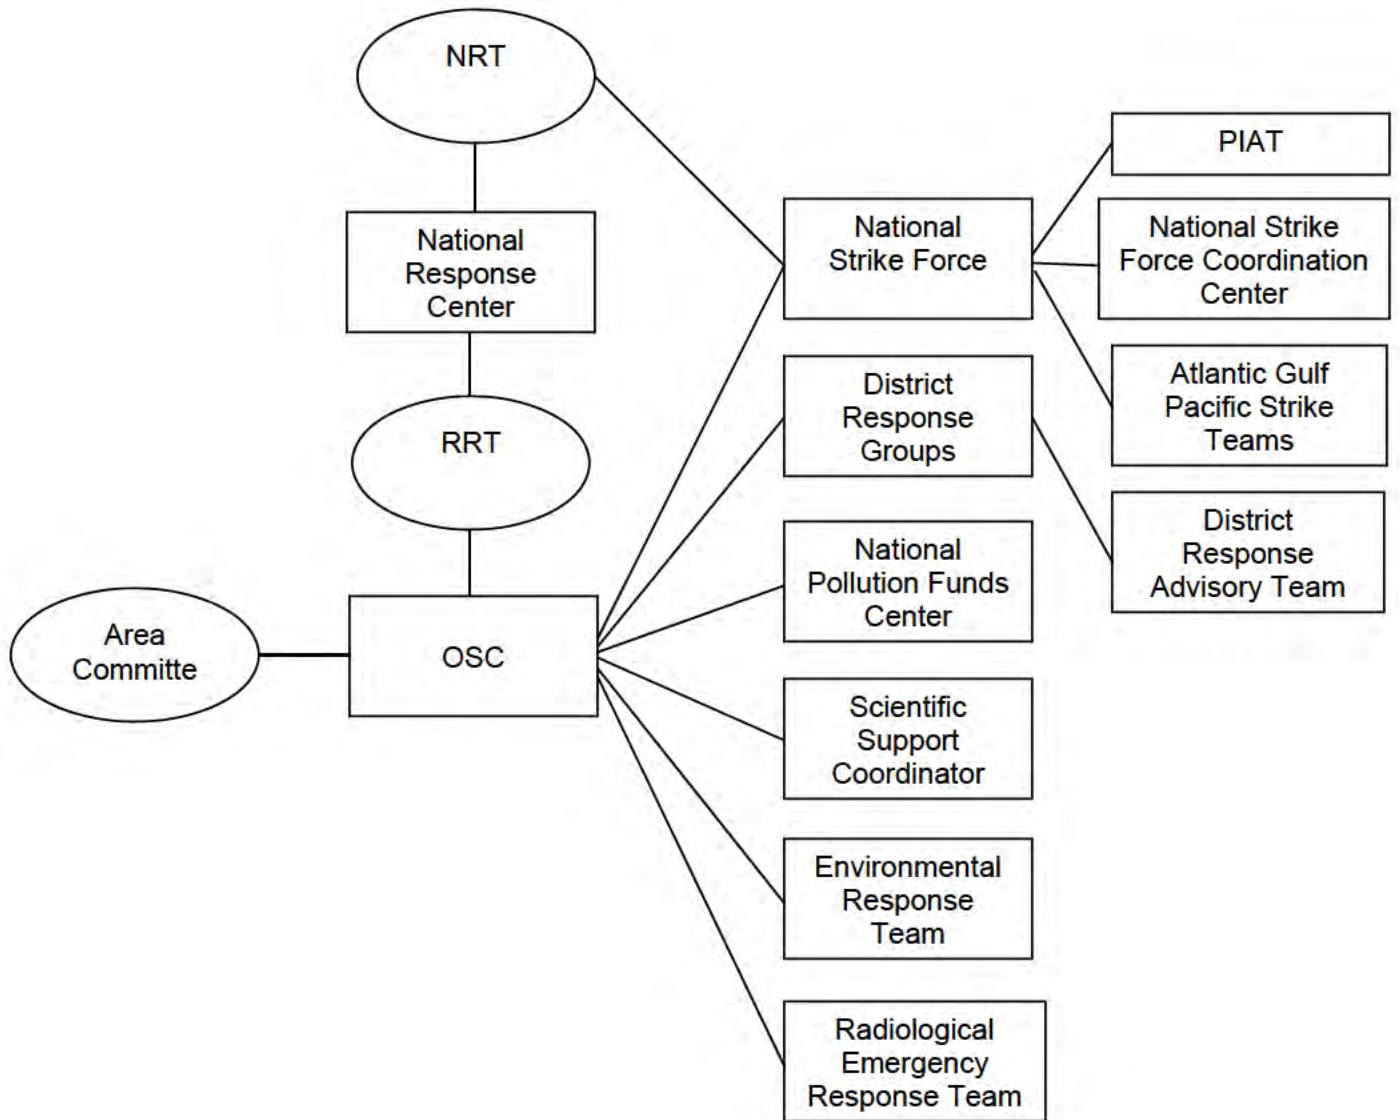 NRT
National
Response
Center
RRT
Area
Committe
OSC
National
Strike Force
District
Response
Groups
National
Pollution Funds
Center
Scientific
Support
Coordinator
Environmental
Response
Team
Radiological
Emergency
Response Team
PIAT
National Strike
Force Coordination
Center
Atlantic Gulf
Pacific Strike
Teams
District
Response
Advisory Team